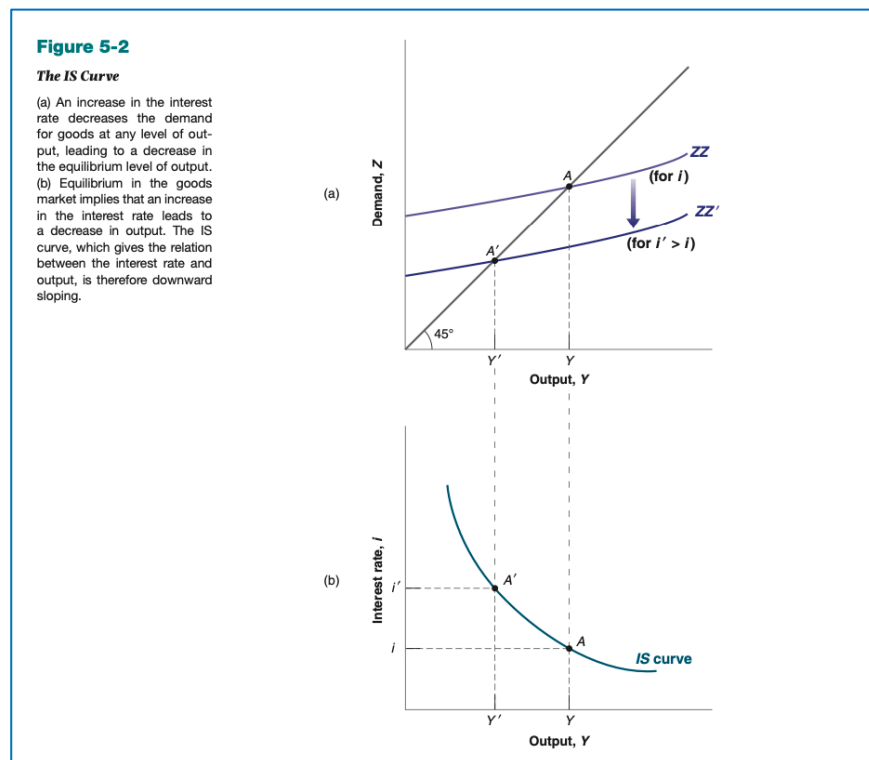 Figure 5-2
The IS Curve
(a) An increase in the interest
rate decreases the demand
for goods at any level of out-
put, leading to a decrease in
the equilibrium level of output.
(b) Equilibrium in the goods
market implies that an increase
in the interest rate leads to
a decrease in output. The IS
curve, which gives the relation
between the interest rate and
output, is therefore downward
sloping.
(a)
Demand, Z
A
ZZ
(for i)
ZZ′
(for i′ > i)
A′
45°
Y′
Y
Output, Y
(b)
Interest rate, i
i′
A′
i
A
IS curve
Y′
Y
Output, Y